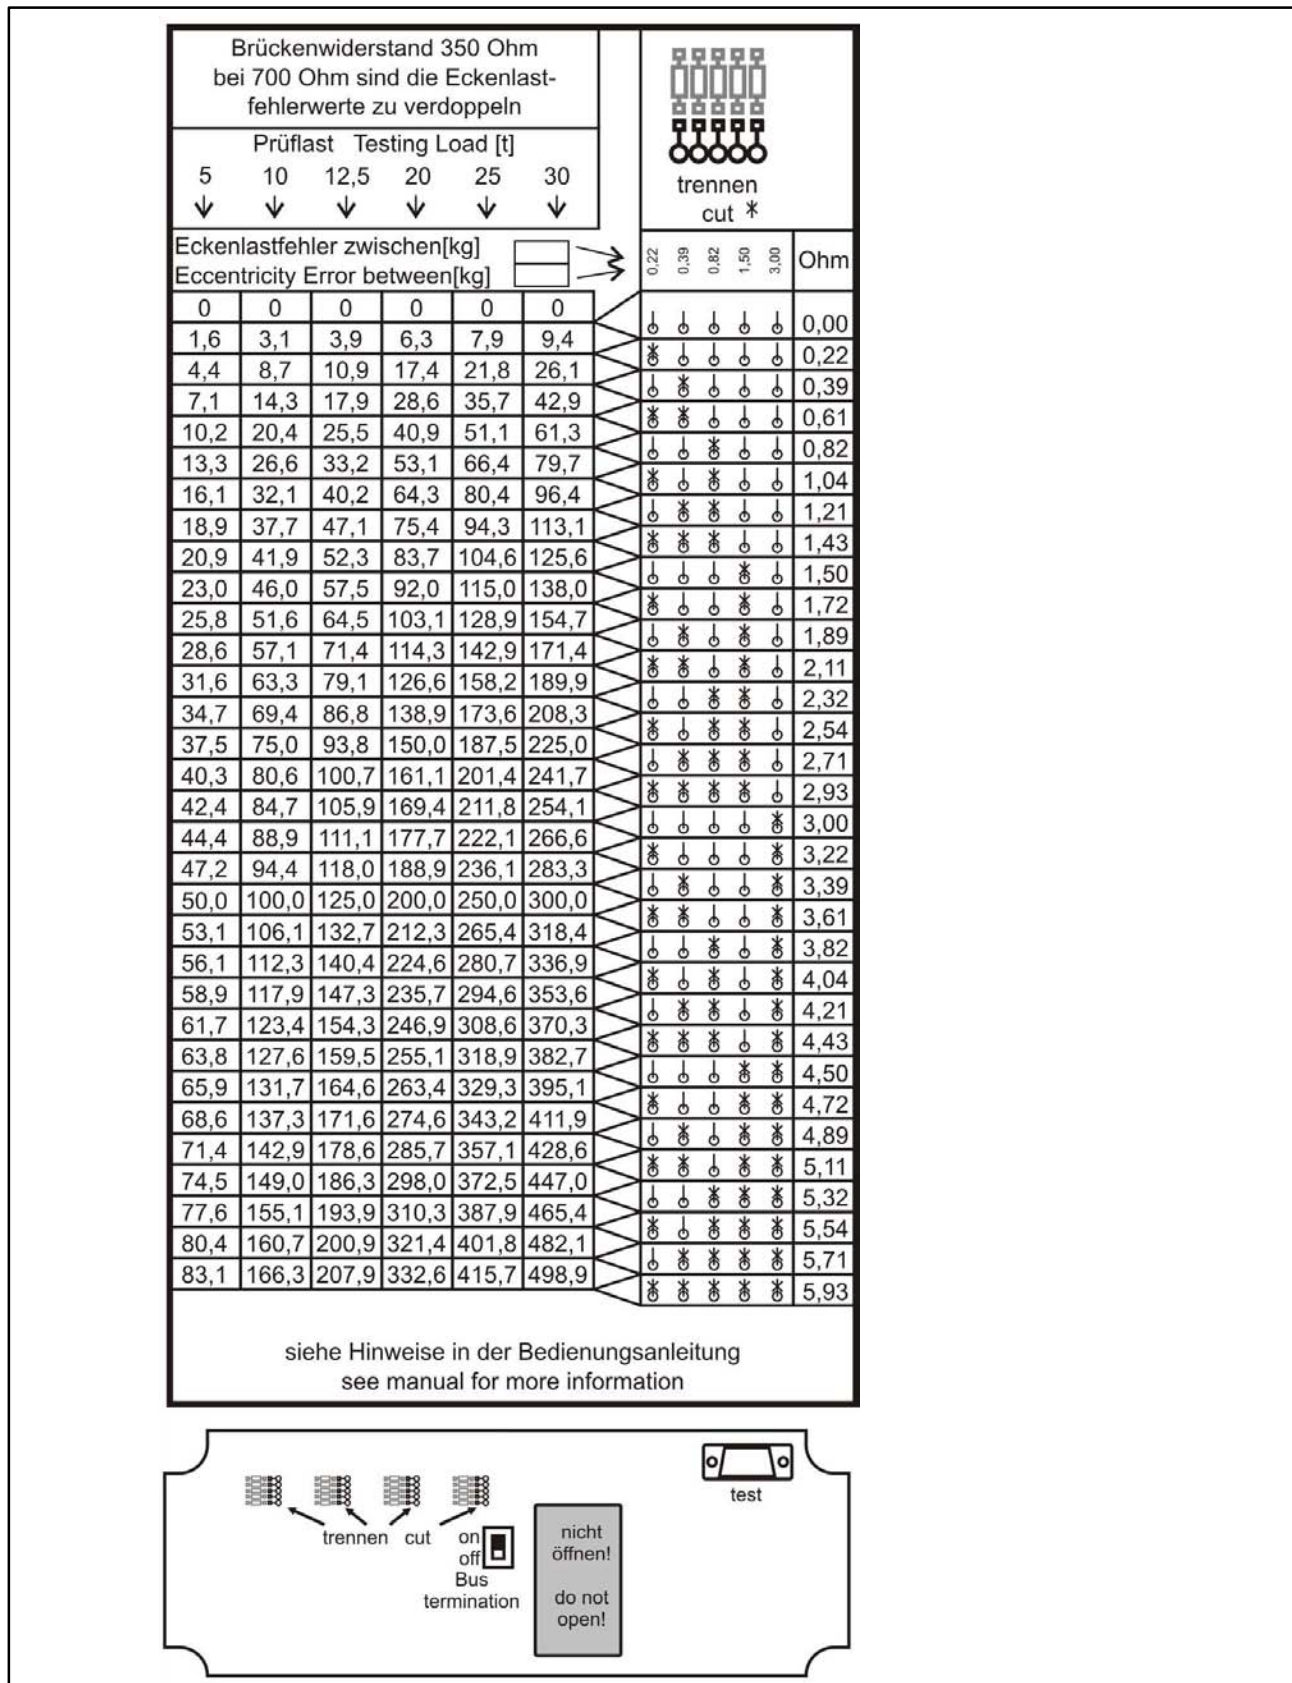 Brückenwiderstand 350 Ohm
bei 700 Ohm sind die Eckenlast-
fehlerwerte zu verdoppeln
Prüflast Testing Load [t]
5 10 12,5 20 25 30
trennen
cut
Eckenlastfehler zwischen[kg]
Eccentricity Error between[kg]
0,22 0,39 0,82 1,50 3,00 Ohm
0 0 0 0 0 0
0,00
1,6 3,1 3,9 6,3 7,9 9,4
0,22
4,4 8,7 10,9 17,4 21,8 26,1
0,39
7,1 14,3 17,9 28,6 35,7 42,9
0,61
10,2 20,4 25,5 40,9 51,1 61,3
0,82
13,3 26,6 33,2 53,1 66,4 79,7
1,04
16,1 32,1 40,2 64,3 80,4 96,4
1,21
18,9 37,7 47,1 75,4 94,3 113,1
1,43
20,9 41,9 52,3 83,7 104,6 125,6
1,50
23,0 46,0 57,5 92,0 115,0 138,0
1,72
25,8 51,6 64,5 103,1 128,9 154,7
1,89
28,6 57,1 71,4 114,3 142,9 171,4
2,11
31,6 63,3 79,1 126,6 158,2 189,9
2,32
34,7 69,4 86,8 138,9 173,6 208,3
2,54
37,5 75,0 93,8 150,0 187,5 225,0
2,71
40,3 80,6 100,7 161,1 201,4 241,7
2,93
42,4 84,7 105,9 169,4 211,8 254,1
3,00
44,4 88,9 111,1 177,7 222,1 266,6
3,22
47,2 94,4 118,0 188,9 236,1 283,3
3,39
50,0 100,0 125,0 200,0 250,0 300,0
3,61
53,1 106,1 132,7 212,3 265,4 318,4
3,82
56,1 112,3 140,4 224,6 280,7 336,9
4,04
58,9 117,9 147,3 235,7 294,6 353,6
4,21
61,7 123,4 154,3 246,9 308,6 370,3
4,43
63,8 127,6 159,5 255,1 318,9 382,7
4,50
65,9 131,7 164,6 263,4 329,3 395,1
4,72
68,6 137,3 171,6 274,6 343,2 411,9
4,89
71,4 142,9 178,6 285,7 357,1 428,6
5,11
74,5 149,0 186,3 298,0 372,5 447,0
5,32
77,6 155,1 193,9 310,3 387,9 465,4
5,54
80,4 160,7 200,9 321,4 401,8 482,1
5,71
83,1 166,3 207,9 332,6 415,7 498,9
5,93
siehe Hinweise in der Bedienungsanleitung
see manual for more information
test
trennen cut
on
off
Bus
termination
nicht
öffnen!
do not
open!